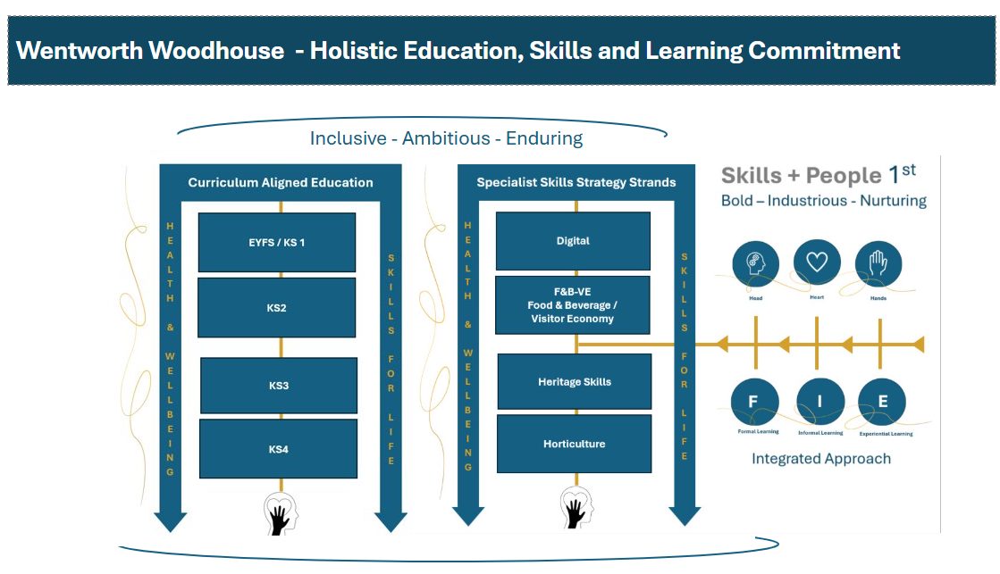 Wentworth Woodhouse - Holistic Education, Skills and Learning Commitment
Inclusive - Ambitious - Enduring
Curriculum Aligned Education
HEALTH & WELLBEING
EYFS / KS 1
KS2
KS3
KS4
SKILLS FOR LIFE
Specialist Skills Strategy Strands
HEALTH & WELLBEING
Digital
F&B-VE
Food & Beverage /
Visitor Economy
Heritage Skills
Horticulture
SKILLS FOR LIFE
Skills + People 1st
Bold – Industrious - Nurturing
Head
Heart
Hands
F
I
E
Formal Learning
Informal Learning
Experiential Learning
Integrated Approach